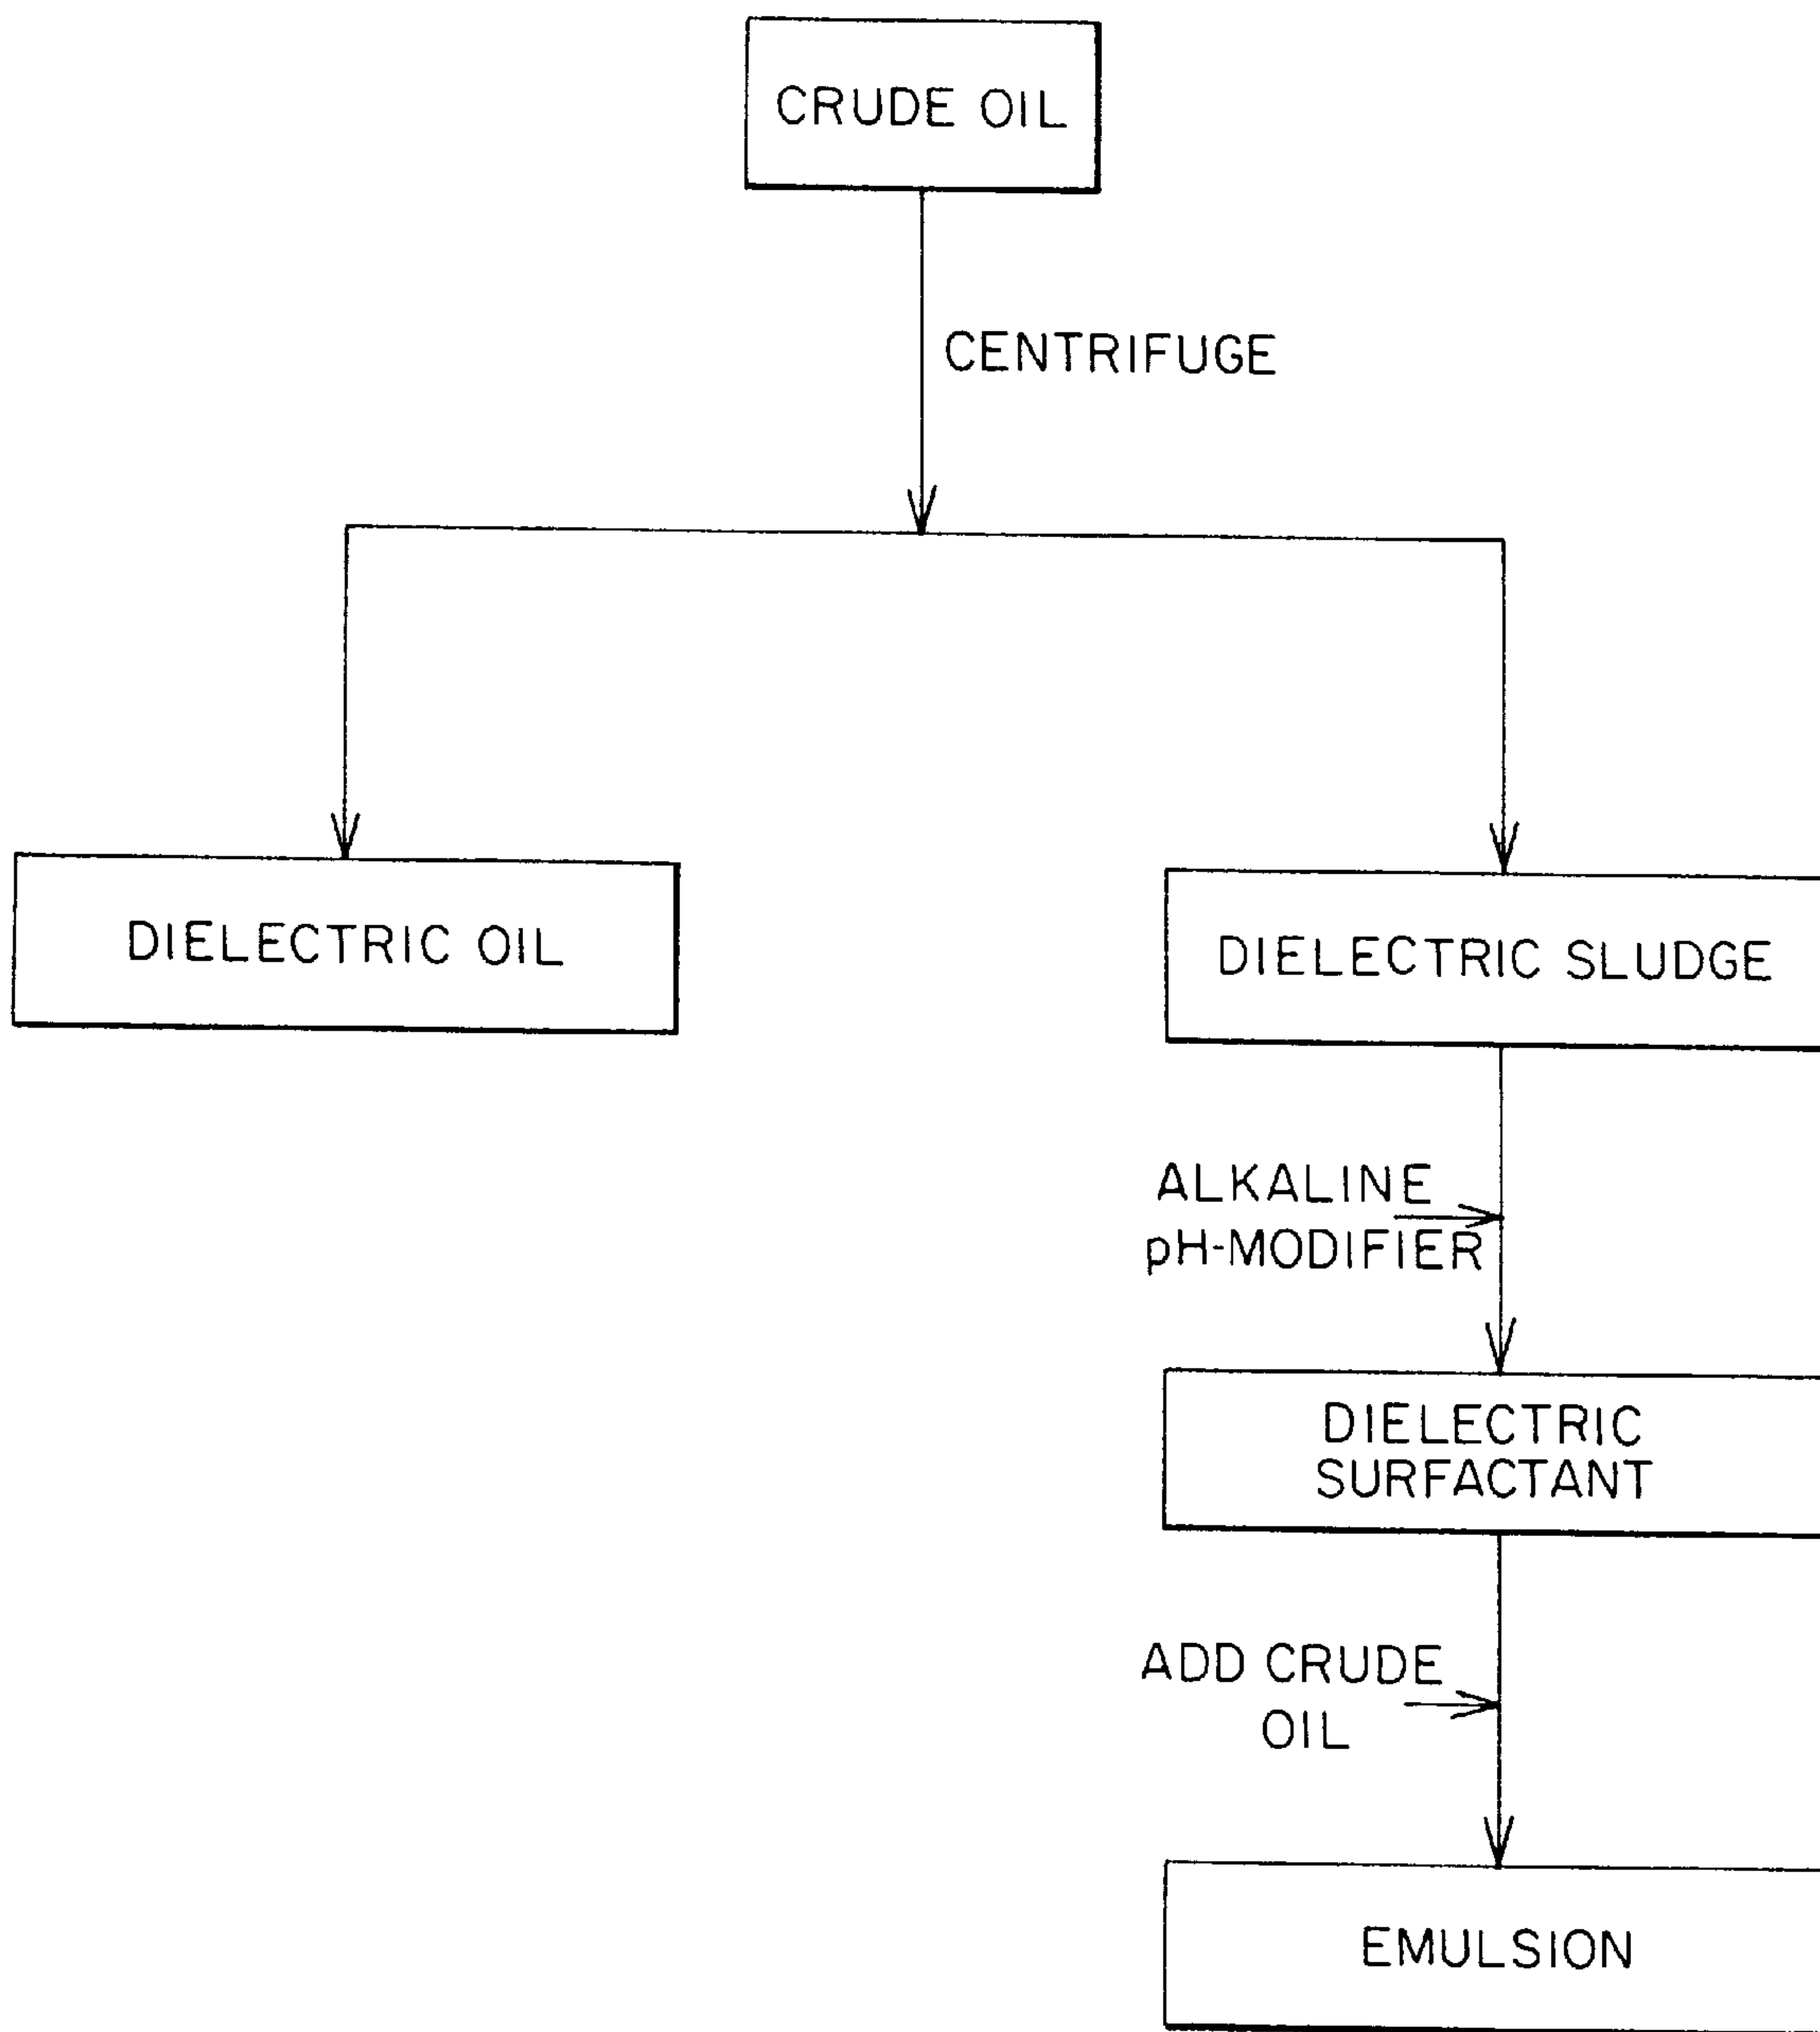 CRUDE OIL
CENTRIFUGE
DIELECTRIC OIL
DIELECTRIC SLUDGE
ALKALINE
pH-MODIFIER
DIELECTRIC
SURFACTANT
ADD CRUDE
OIL
EMULSION